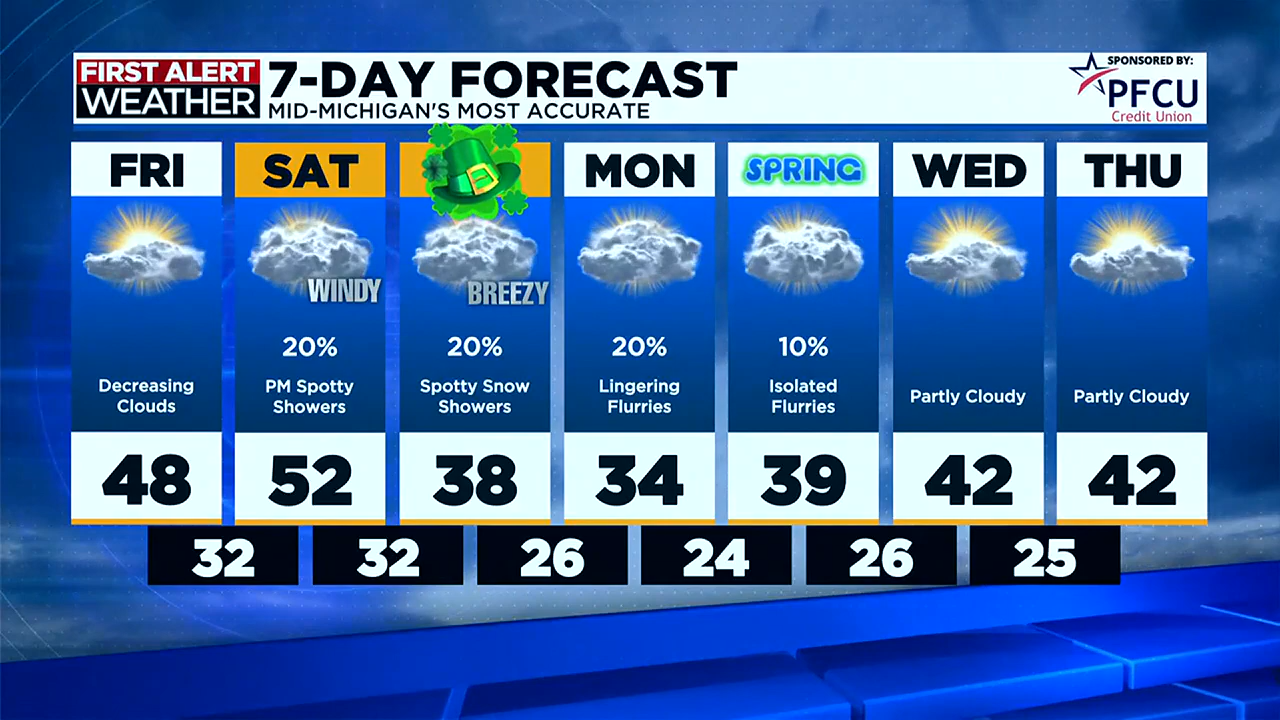 FIRST ALERT
WEATHER
7-DAY FORECAST
MID-MICHIGAN'S MOST ACCURATE
SPONSORED BY:
PFCU
Credit Union
FRI
SAT
MON
SPRING
WED
THU
WINDY
BREEZY
20%
20%
20%
10%
Decreasing
Clouds
PM Spotty
Showers
Spotty Snow
Showers
Lingering
Flurries
Isolated
Flurries
Partly Cloudy
Partly Cloudy
48
52
38
34
39
42
42
32
32
26
24
26
25